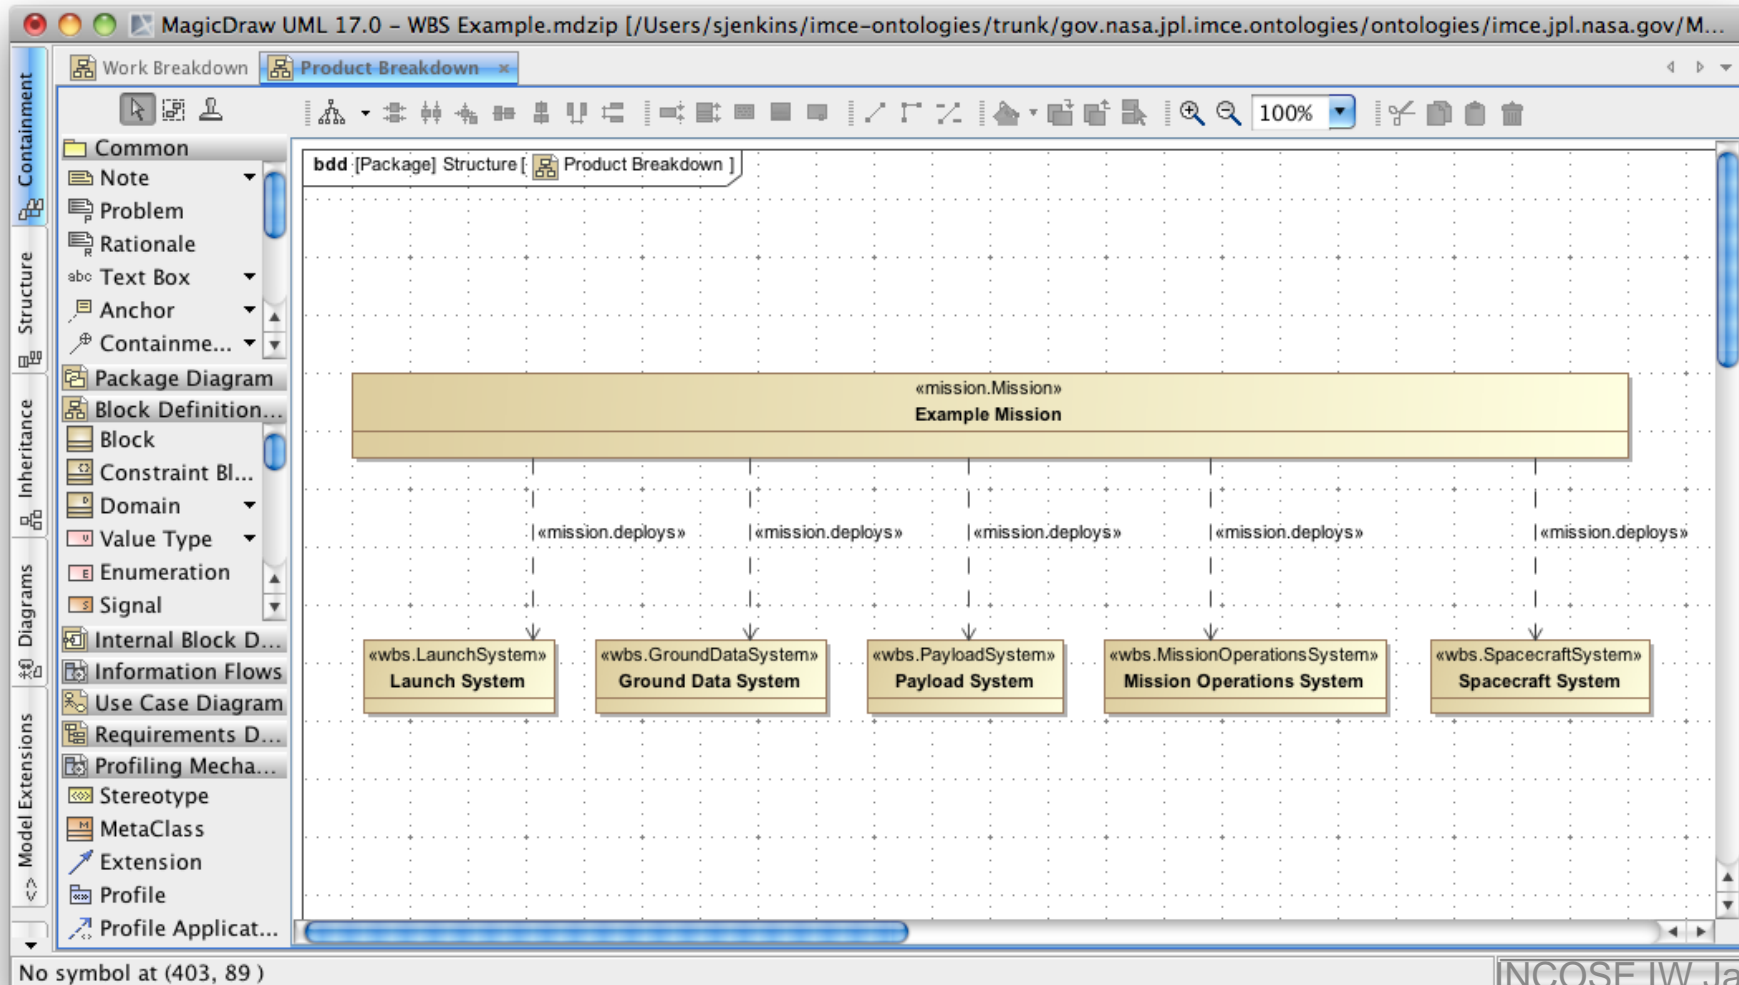 MagicDraw UML 17.0 – WBS Example.mdzip [/Users/sjenkins/imce-ontologies/trunk/gov.nasa.jpl.imce.ontologies/ontologies/imce.jpl.nasa.gov/M...
Work Breakdown
Product Breakdown ×
100%
Containment
Structure
Inheritance
Diagrams
Model Extensions
Common
Note
Problem
Rationale
abc Text Box
Anchor
Containme...
Package Diagram
Block Definition...
Block
Constraint Bl...
Domain
Value Type
Enumeration
Signal
Internal Block D...
Information Flows
Use Case Diagram
Requirements D...
Profiling Mecha...
Stereotype
MetaClass
Extension
Profile
Profile Applicat...
bdd [Package] Structure [ Product Breakdown ]
«mission.Mission»
Example Mission
«mission.deploys»
«mission.deploys»
«mission.deploys»
«mission.deploys»
«mission.deploys»
«wbs.LaunchSystem»
Launch System
«wbs.GroundDataSystem»
Ground Data System
«wbs.PayloadSystem»
Payload System
«wbs.MissionOperationsSystem»
Mission Operations System
«wbs.SpacecraftSystem»
Spacecraft System
No symbol at (403, 89 )
INCOSE IW Ja